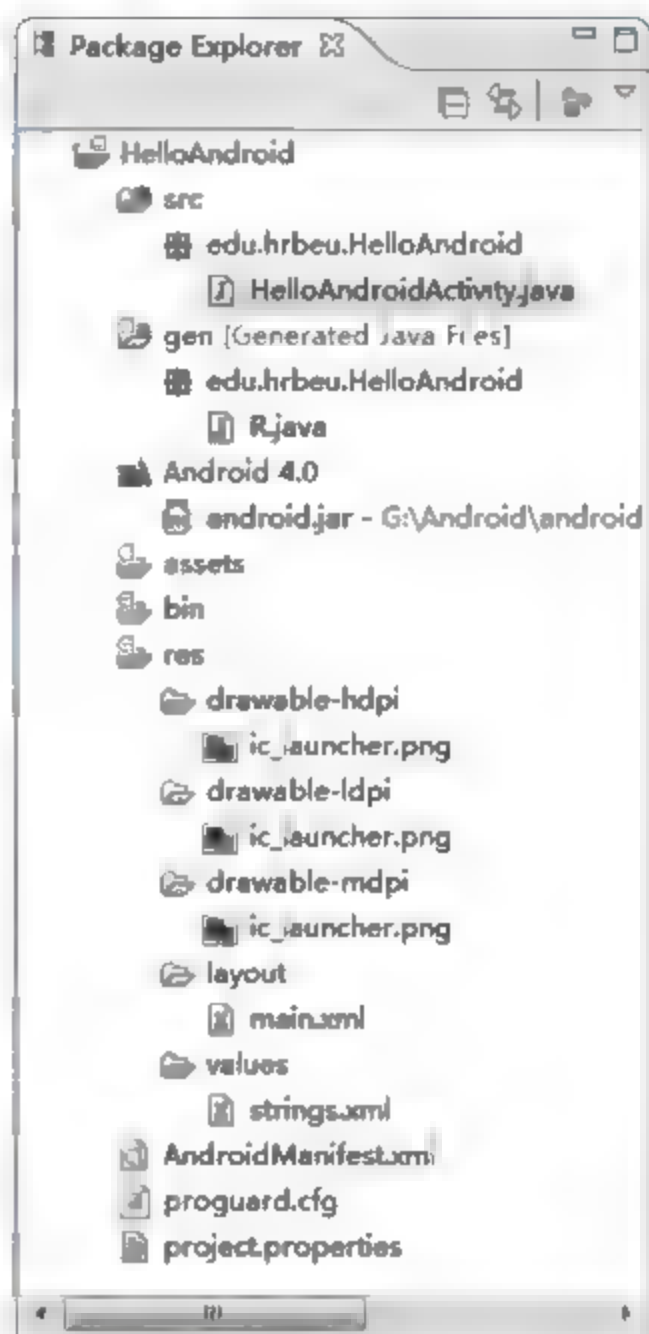 Package Explorer
HelloAndroid
src
edu.hrbeu.HelloAndroid
HelloAndroidActivity.java
gen [Generated Java Files]
edu.hrbeu.HelloAndroid
R.java
Android 4.0
android.jar - G:\Android\android
assets
bin
res
drawable-hdpi
ic_launcher.png
drawable-ldpi
ic_launcher.png
drawable-mdpi
ic_launcher.png
layout
main.xml
values
strings.xml
AndroidManifest.xml
proguard.cfg
project.properties